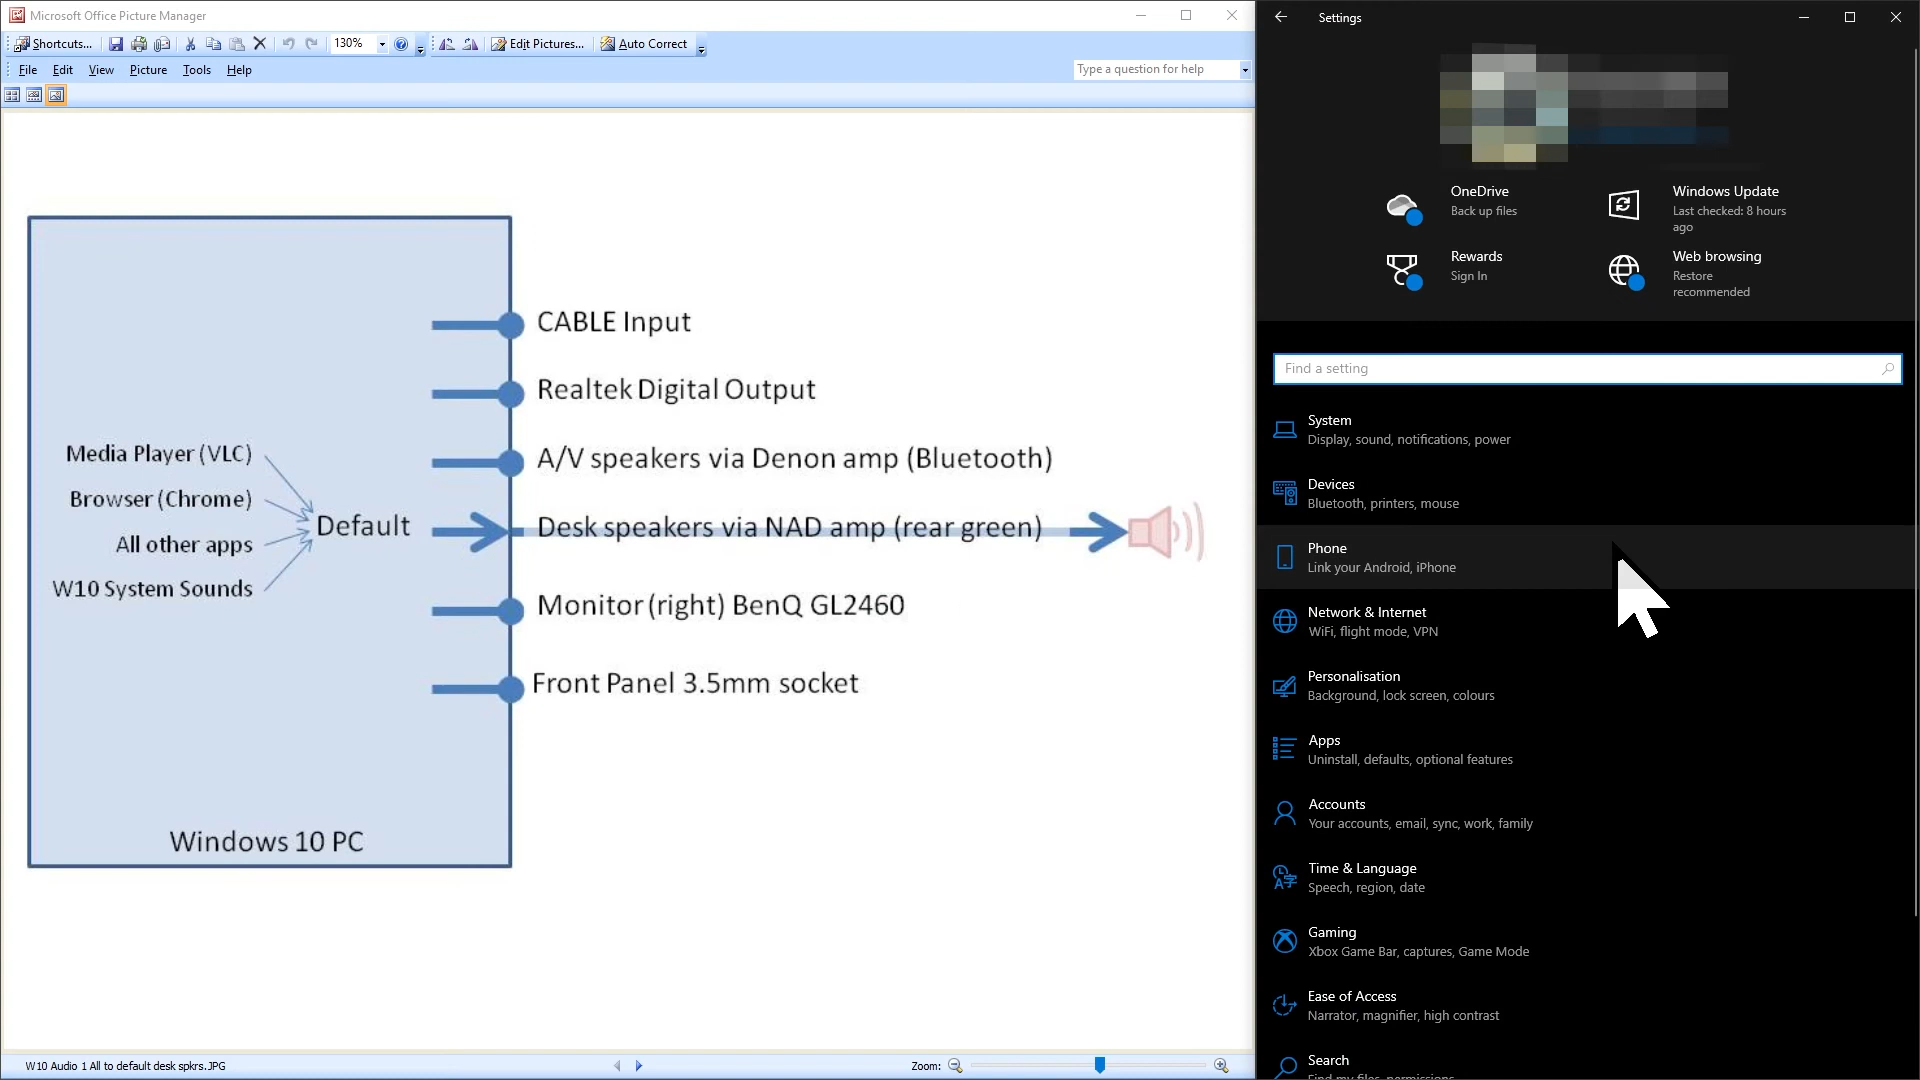 Microsoft Office Picture Manager
Shortcuts...
130%
Edit Pictures...
Auto Correct
File Edit View Picture Tools Help
Type a question for help
CABLE Input
Realtek Digital Output
A/V speakers via Denon amp (Bluetooth)
Desk speakers via NAD amp (rear green)
Monitor (right) BenQ GL2460
Front Panel 3.5mm socket
Media Player (VLC)
Browser (Chrome)
All other apps
W10 System Sounds
Default
Windows 10 PC
W10 Audio 1 All to default desk spkrs.JPG
Zoom:
Settings
OneDrive
Back up files
Windows Update
Last checked: 8 hours
ago
Rewards
Sign In
Web browsing
Restore
recommended
Find a setting
System
Display, sound, notifications, power
Devices
Bluetooth, printers, mouse
Phone
Link your Android, iPhone
Network & Internet
WiFi, flight mode, VPN
Personalisation
Background, lock screen, colours
Apps
Uninstall, defaults, optional features
Accounts
Your accounts, email, sync, work, family
Time & Language
Speech, region, date
Gaming
Xbox Game Bar, captures, Game Mode
Ease of Access
Narrator, magnifier, high contrast
Search
Find my files, permissions